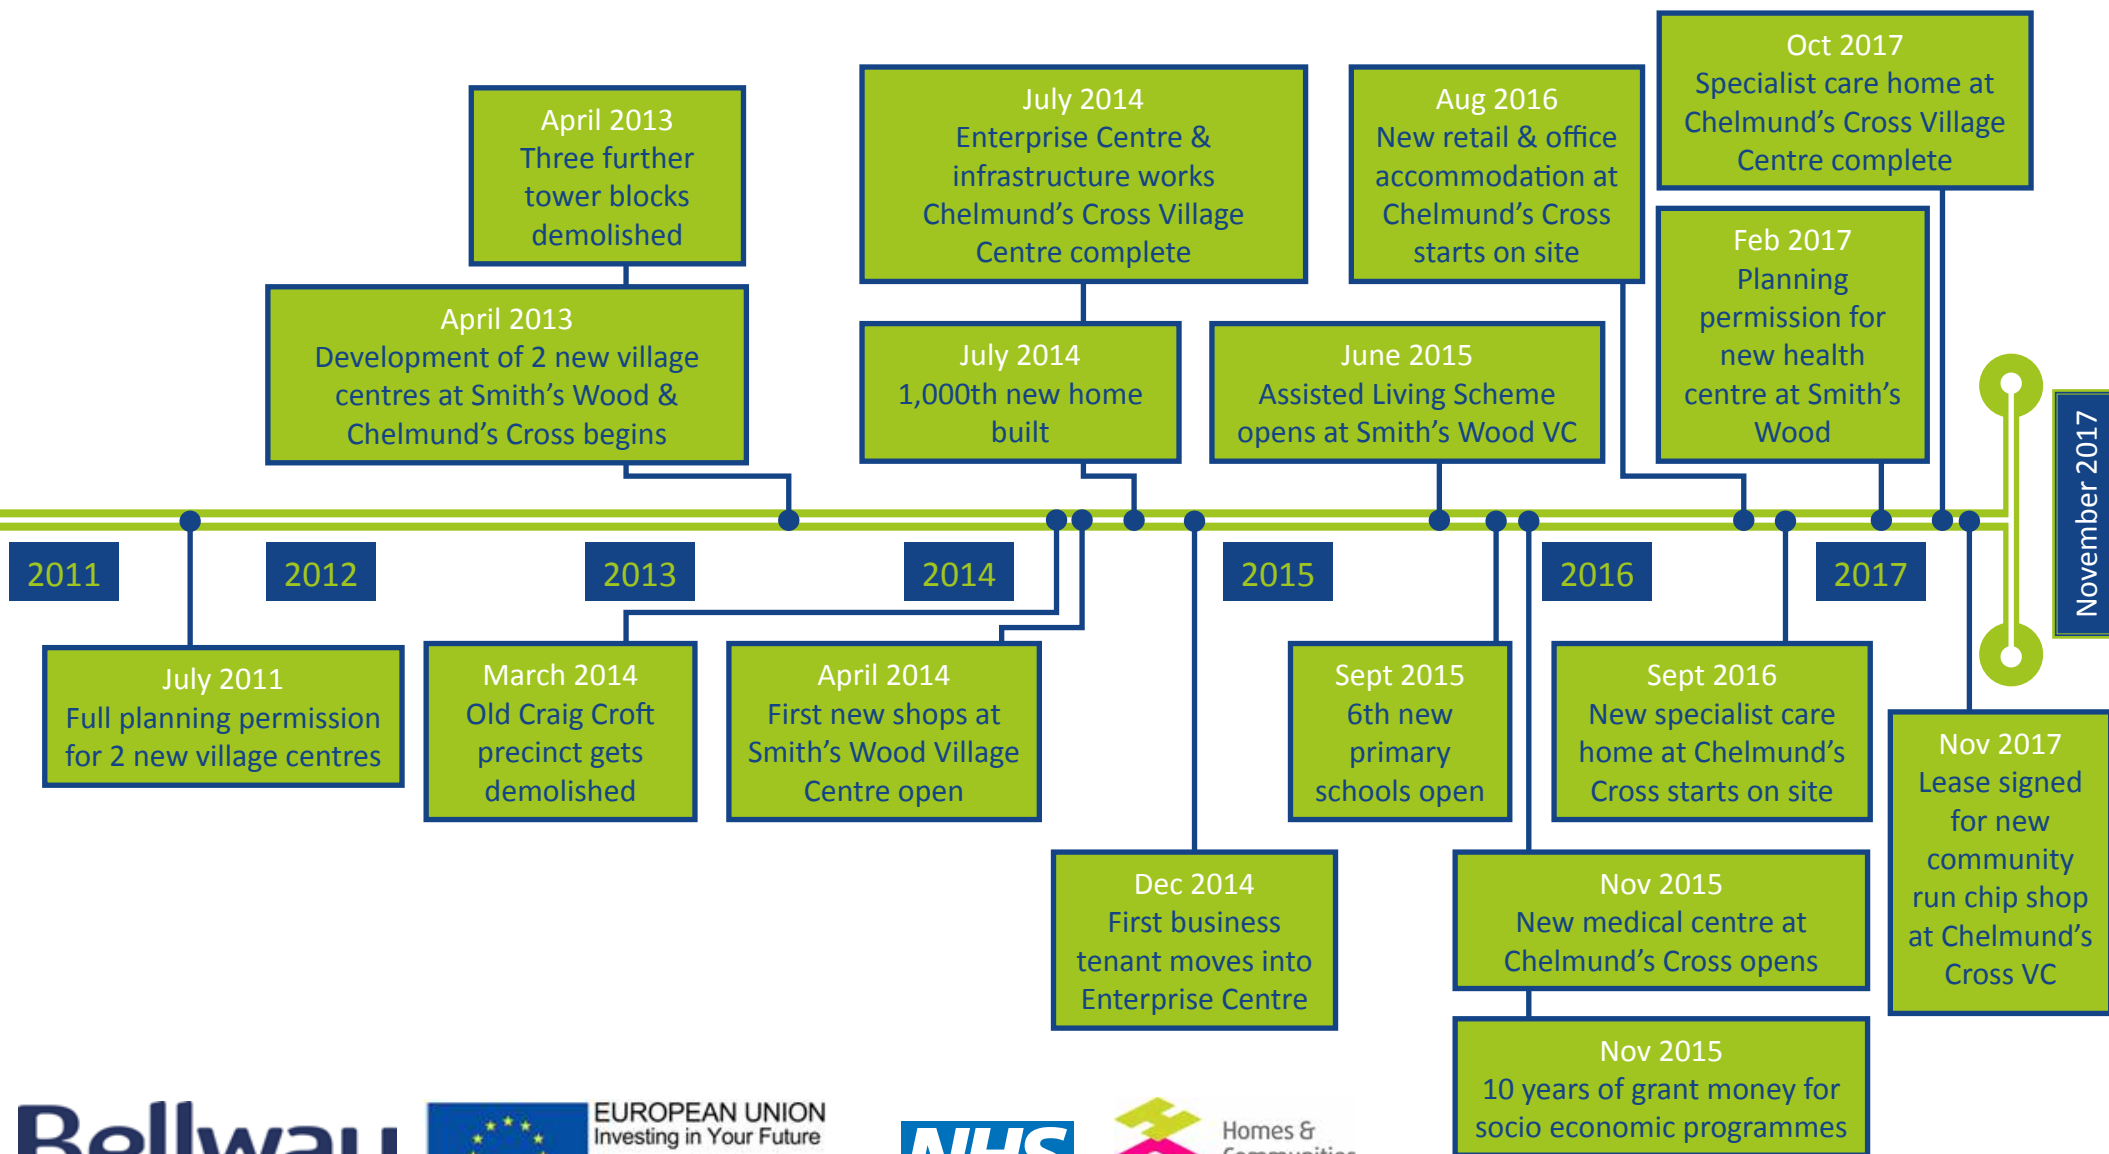 April 2013
Three further
tower blocks
demolished
April 2013
Development of 2 new village
centres at Smith's Wood &
Chelmund's Cross begins
July 2014
Enterprise Centre &
infrastructure works
Chelmund's Cross Village
Centre complete
July 2014
1,000th new home
built
June 2015
Assisted Living Scheme
opens at Smith's Wood VC
Aug 2016
New retail & office
accommodation at
Chelmund's Cross
starts on site
Oct 2017
Specialist care home at
Chelmund's Cross Village
Centre complete
Feb 2017
Planning
permission for
new health
centre at Smith's
Wood
November 2017
2011
2012
2013
2014
2015
2016
2017
July 2011
Full planning permission
for 2 new village centres
March 2014
Old Craig Croft
precinct gets
demolished
April 2014
First new shops at
Smith's Wood Village
Centre open
Dec 2014
First business
tenant moves into
Enterprise Centre
Sept 2015
6th new
primary
schools open
Sept 2016
New specialist care
home at Chelmund's
Cross starts on site
Nov 2015
New medical centre at
Chelmund's Cross opens
Nov 2015
10 years of grant money for
socio economic programmes
Nov 2017
Lease signed
for new
community
run chip shop
at Chelmund's
Cross VC
Bellway
EUROPEAN UNION
Investing in Your Future
NHS
Homes &
Communities